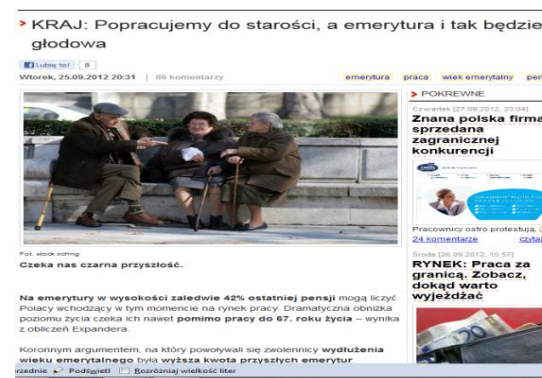 KRAJ: Popracujemy do starości, a emerytura i tak będzie
głodowa
Lubię to! 8
Wtorek, 25.09.2012 20:31 | 86 komentarzy
emerytura praca wiek emerytalny
Fot. stock.xchng
Czeka nas czarna przyszłość.
Na emerytury w wysokości zaledwie 42% ostatniej pensji mogą liczyć
Polacy wchodzący w tym momencie na rynek pracy. Dramatyczna obniżka
poziomu życia czeka ich nawet pomimo pracy do 67. roku życia – wynika
z obliczeń Expandera.
Koronnym argumentem, na który powoływali się zwolennicy wydłużenia
wieku emerytalnego była wyższa kwota przyszłych emerytur.
POKREWNE
Czwartek [27.09.2012, 23:04]
Znana polska firma
sprzedana
zagranicznej
konkurencji
Pracownicy ostro protestują.
24 komentarze
Środa [26.09.2012, 15:57]
RYNEK: Praca za
granicą. Zobacz,
dokąd warto
wyjeżdżać
Podświetl Rozróżniaj wielkość liter